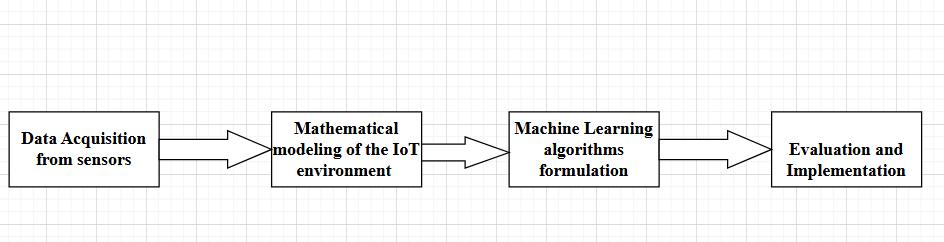 Data Acquisition
from sensors
Mathematical
modeling of the IoT
environment
Machine Learning
algorithms
formulation
Evaluation and
Implementation